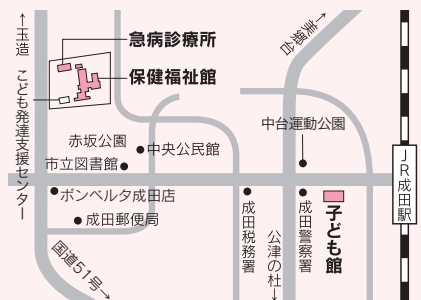 ↑玉造
こども発達支援センター
急病診療所
保健福祉館
↑美郷台
赤坂公園
中央公民館
市立図書館
中台運動公園
ボンベルタ成田店
成田郵便局
国道51号→
成田税務署
公津の杜→
成田警察署
子ども館
JR成田駅